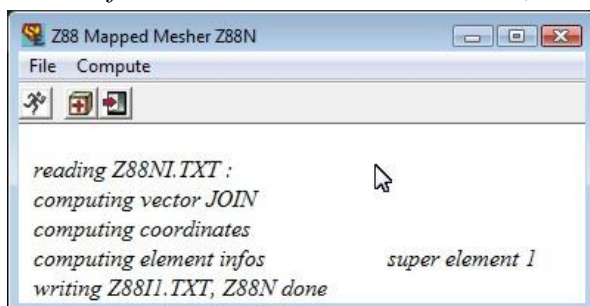 Z88 Mapped Mesher Z88N
File Compute
reading Z88NI.TXT :
computing vector JOIN
computing coordinates
computing element infos super element 1
writing Z88I1.TXT, Z88N done